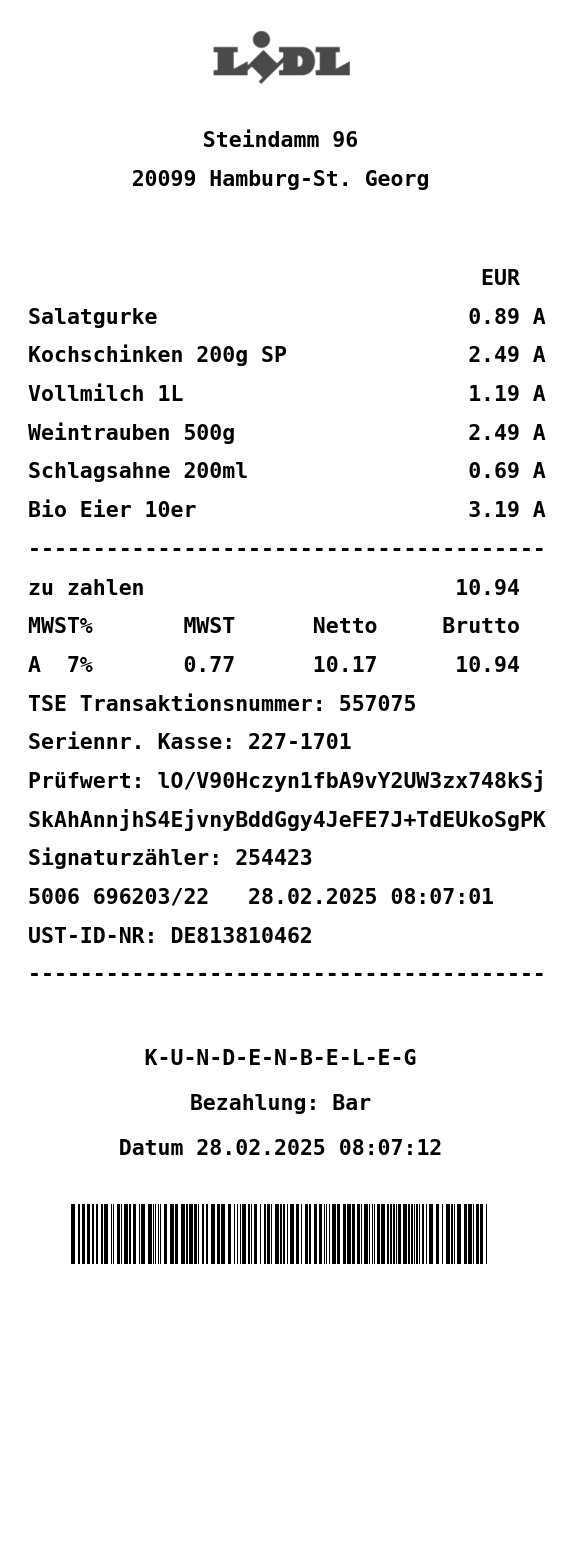 LIDL
Steindamm 96
20099 Hamburg-St. Georg
EUR
Salatgurke 0.89 A
Kochschinken 200g SP 2.49 A
Vollmilch 1L 1.19 A
Weintrauben 500g 2.49 A
Schlagsahne 200ml 0.69 A
Bio Eier 10er 3.19 A
----------------------------------------
zu zahlen 10.94
MWST% MWST Netto Brutto
A 7% 0.77 10.17 10.94
TSE Transaktionsnummer: 557075
Seriennr. Kasse: 227-1701
Prüfwert: lO/V90Hczyn1fbA9vY2UW3zx748kSj
SkAhAnnjhS4EjvnyBddGgy4JeFE7J+TdEUkoSgPK
Signaturzähler: 254423
5006 696203/22 28.02.2025 08:07:01
UST-ID-NR: DE813810462
----------------------------------------
K-U-N-D-E-N-B-E-L-E-G
Bezahlung: Bar
Datum 28.02.2025 08:07:12